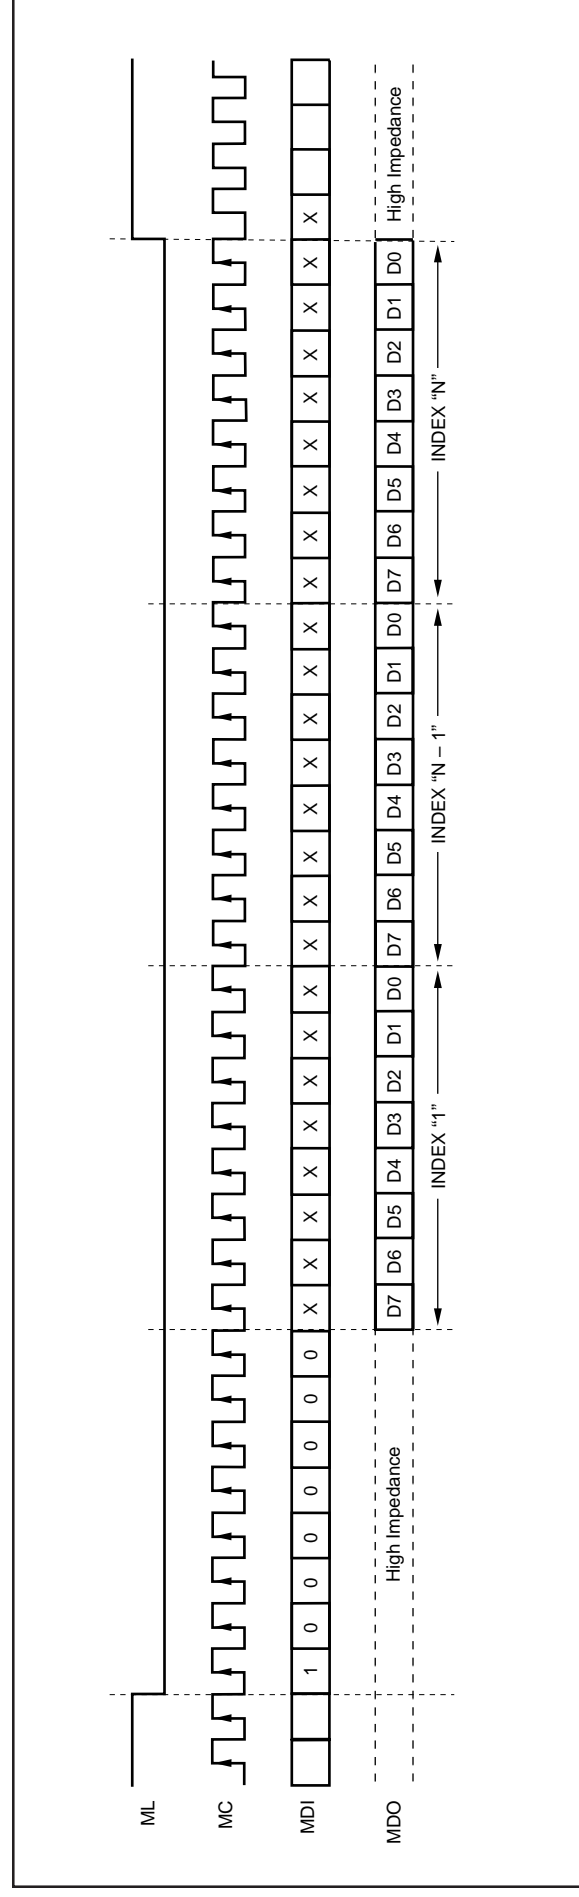 ML
MC
MDI 1 0 0 0 0 0 0 0 X X X X X X X X X X X X X X X X X X X X X X X X X
MDO High Impedance D7 D6 D5 D4 D3 D2 D1 D0 D7 D6 D5 D4 D3 D2 D1 D0 D7 D6 D5 D4 D3 D2 D1 D0 High Impedance
INDEX “1” INDEX “N – 1” INDEX “N”